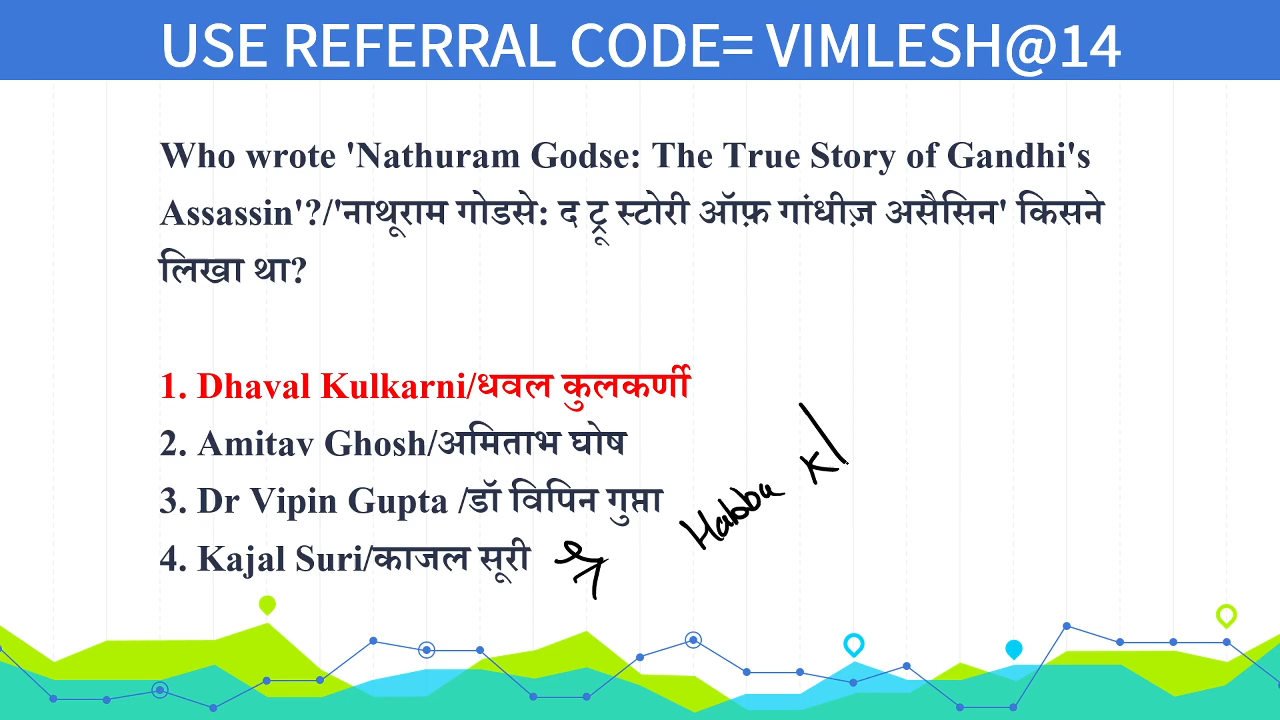 USE REFERRAL CODE= VIMLESH@14
Who wrote 'Nathuram Godse: The True Story of Gandhi's
Assassin'?/'नाथूराम गोडसे: द ट्रू स्टोरी ऑफ़ गांधीज़ असैसिन' किसने
लिखा था?
1. Dhaval Kulkarni/धवल कुलकर्णी
2. Amitav Ghosh/अमिताभ घोष
3. Dr Vipin Gupta /डॉ विपिन गुप्ता
4. Kajal Suri/काजल सूरी
Habba